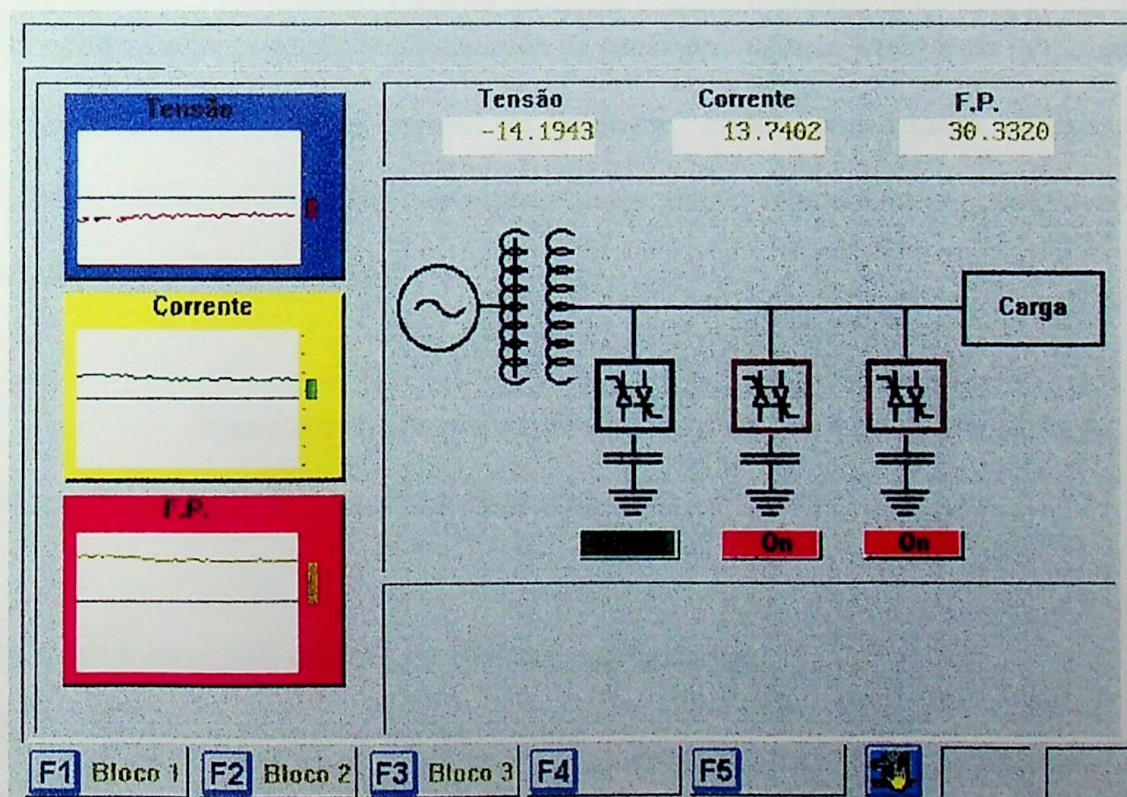 Tensão
Corrente
F.P.
Tensão Corrente F.P.
-14.1943 13.7402 30.3320
Carga
On On
F1 Bloco 1 F2 Bloco 2 F3 Bloco 3 F4 F5